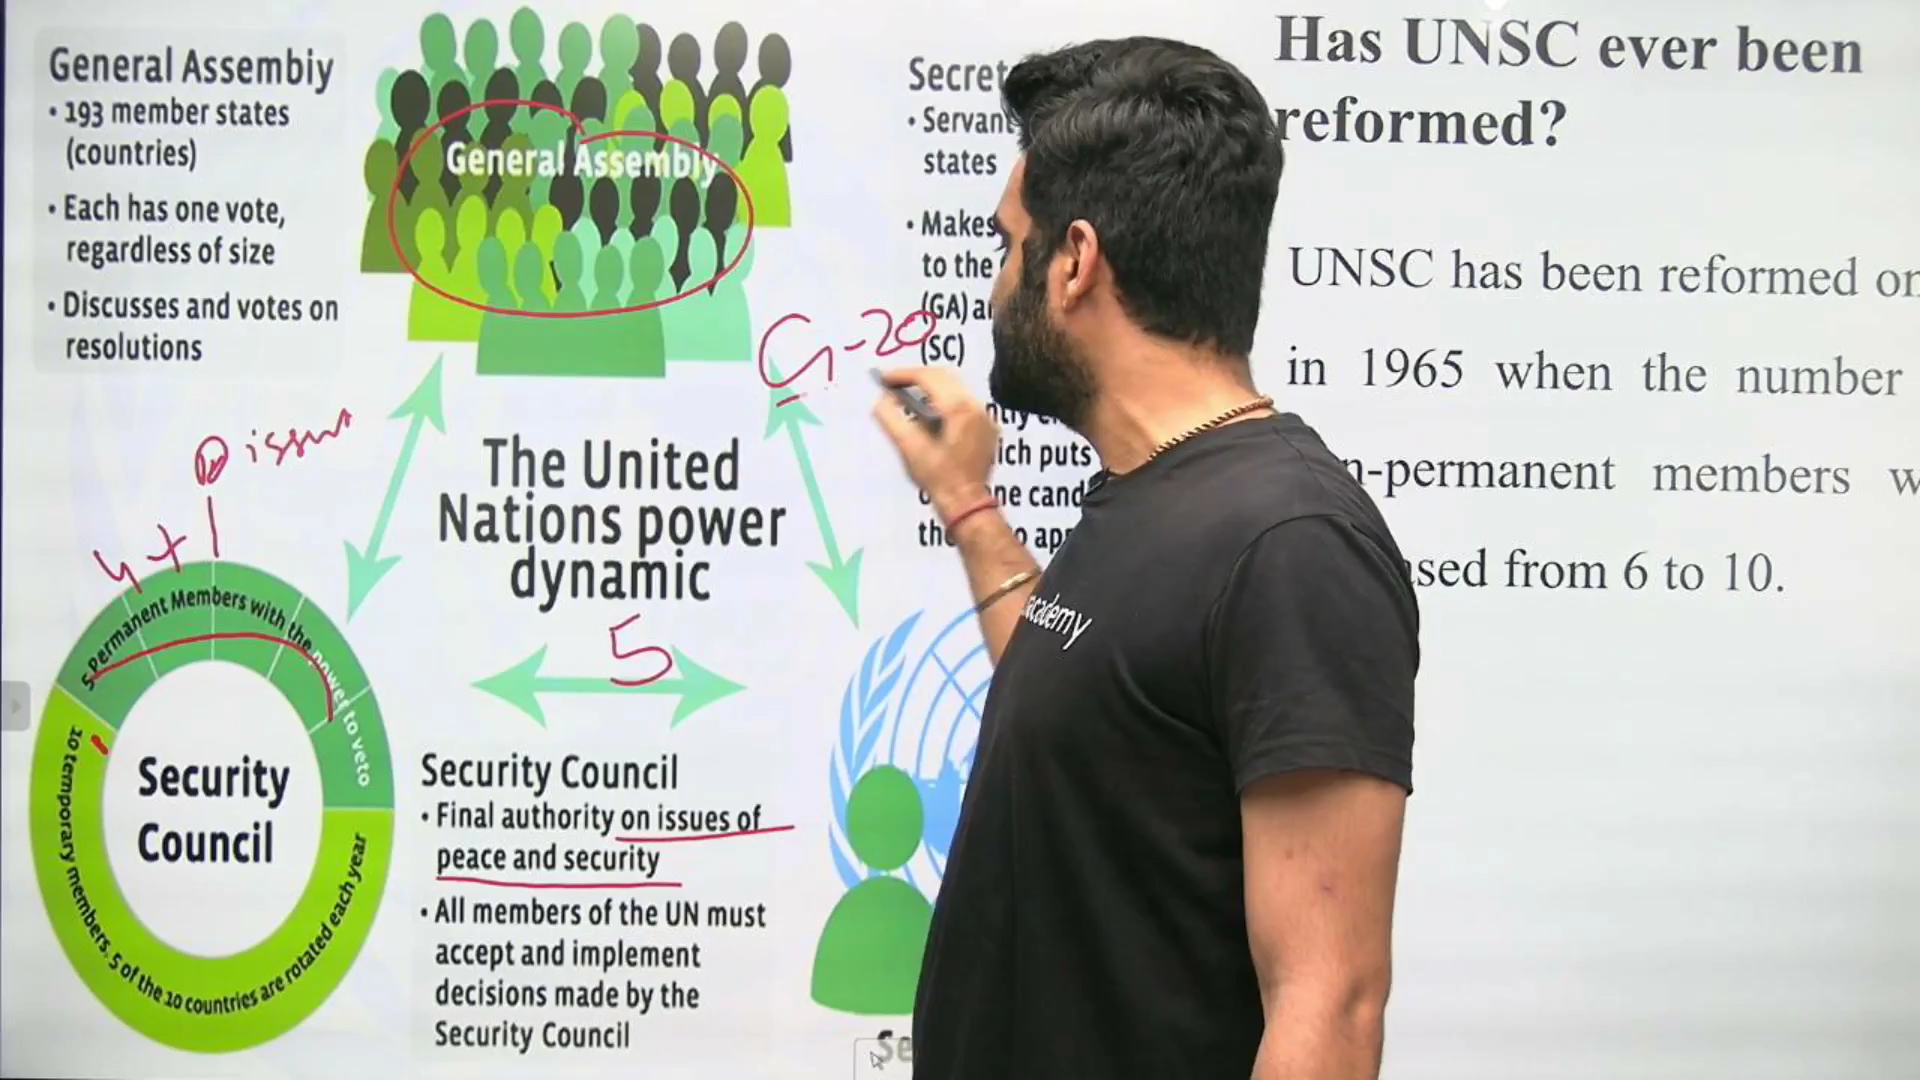 General Assembiy
• 193 member states
(countries)
• Each has one vote,
regardless of size
• Discusses and votes on
resolutions
General Assembly
Secret
• Servant
states
• Makes
to the
(GA)
(SC)
G-20
ich puts
ne cand
Has UNSC ever been
reformed?
UNSC has been reformed
in 1965 when the number
n-permanent members w
sed from 6 to 10.
The United
Nations power
dynamic
5
4 + 1
issue
5 Permanent Members with the power to veto
10 temporary members. 5 of the 10 countries are rotated each year
Security
Council
Security Council
• Final authority on issues of
peace and security
• All members of the UN must
accept and implement
decisions made by the
Security Council
academy
Se